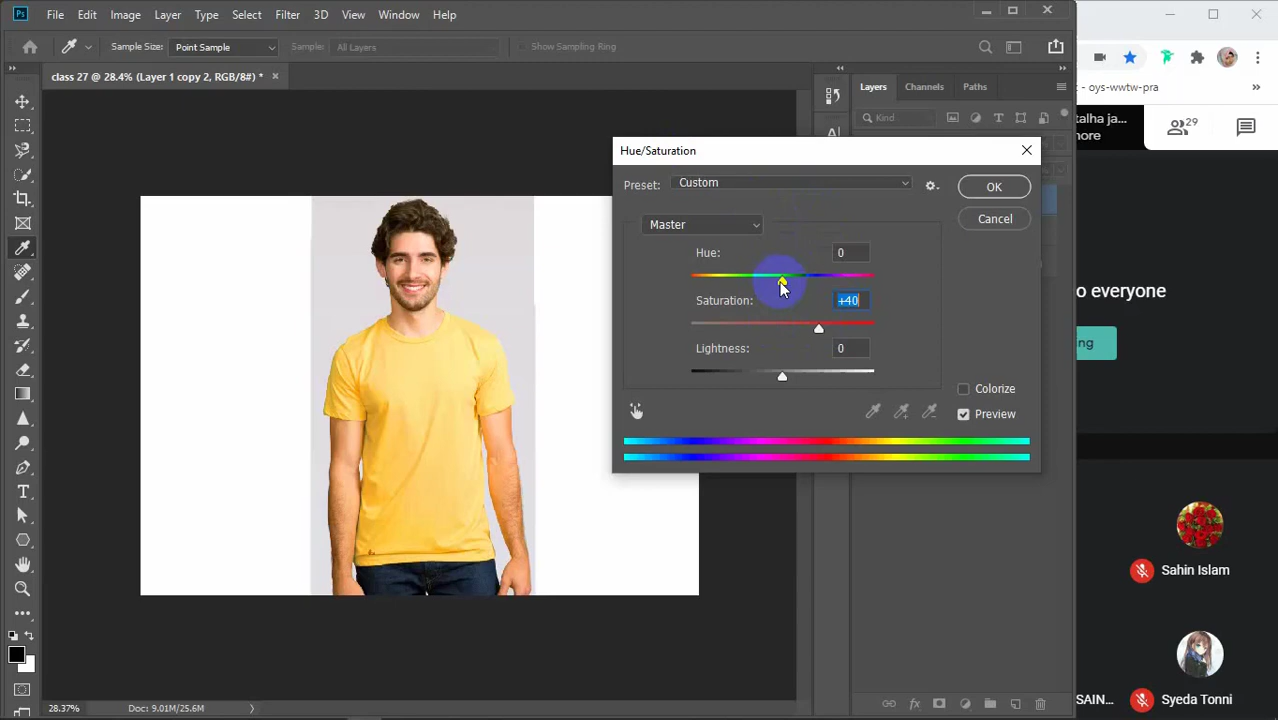 Ps File Edit Image Layer Type Select Filter 3D View Window Help
Sample Size: Point Sample Sample: All Layers Show Sampling Ring
class 27 @ 28.4% (Layer 1 copy 2, RGB/8#) *
Layers Channels Paths
Kind
Hue/Saturation
Preset: Custom
OK
Master
Cancel
Hue: 0
Saturation: +40
Lightness: 0
Colorize
Preview
28.37% Doc: 9.01M/25.6M
- oys-wwtw-pra
talha ja...
more
29
o everyone
ng
Sahin Islam
SAIN... Syeda Tonni